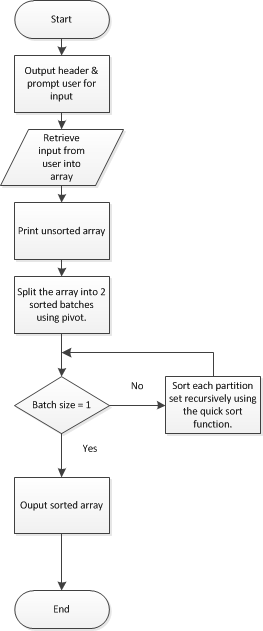 Start
Output header &
prompt user for
input
Retrieve
input from
user into
array
Print unsorted array
Split the array into 2
sorted batches
using pivot.
Batch size = 1
No
Sort each partition
set recursively using
the quick sort
function.
Yes
Ouput sorted array
End